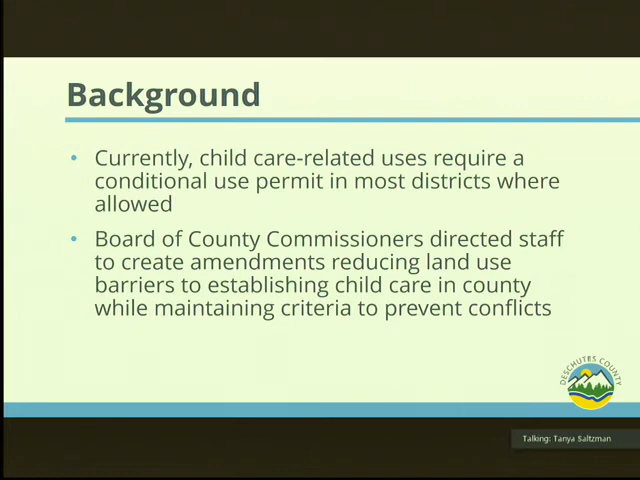 Background
• Currently, child care-related uses require a
conditional use permit in most districts where
allowed
• Board of County Commissioners directed staff
to create amendments reducing land use
barriers to establishing child care in county
while maintaining criteria to prevent conflicts
DESCHUTES COUNTY
Talking: Tanya Saltzman